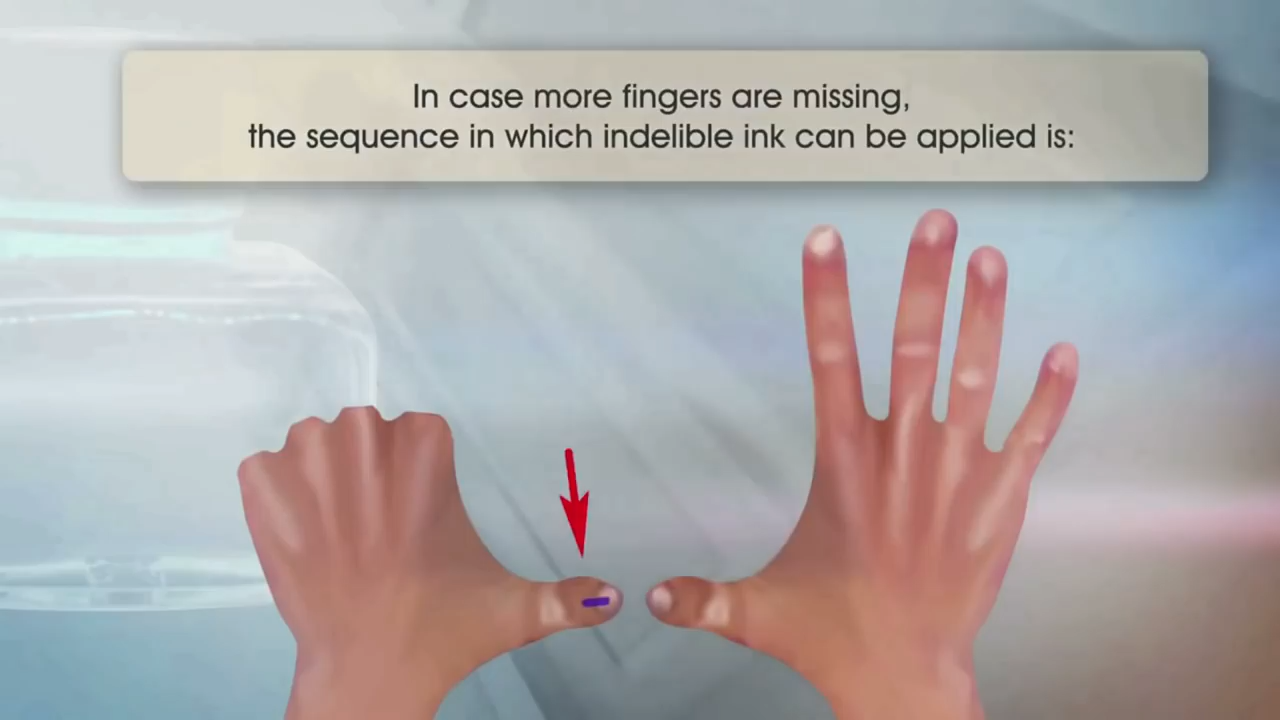 In case more fingers are missing,
the sequence in which indelible ink can be applied is: